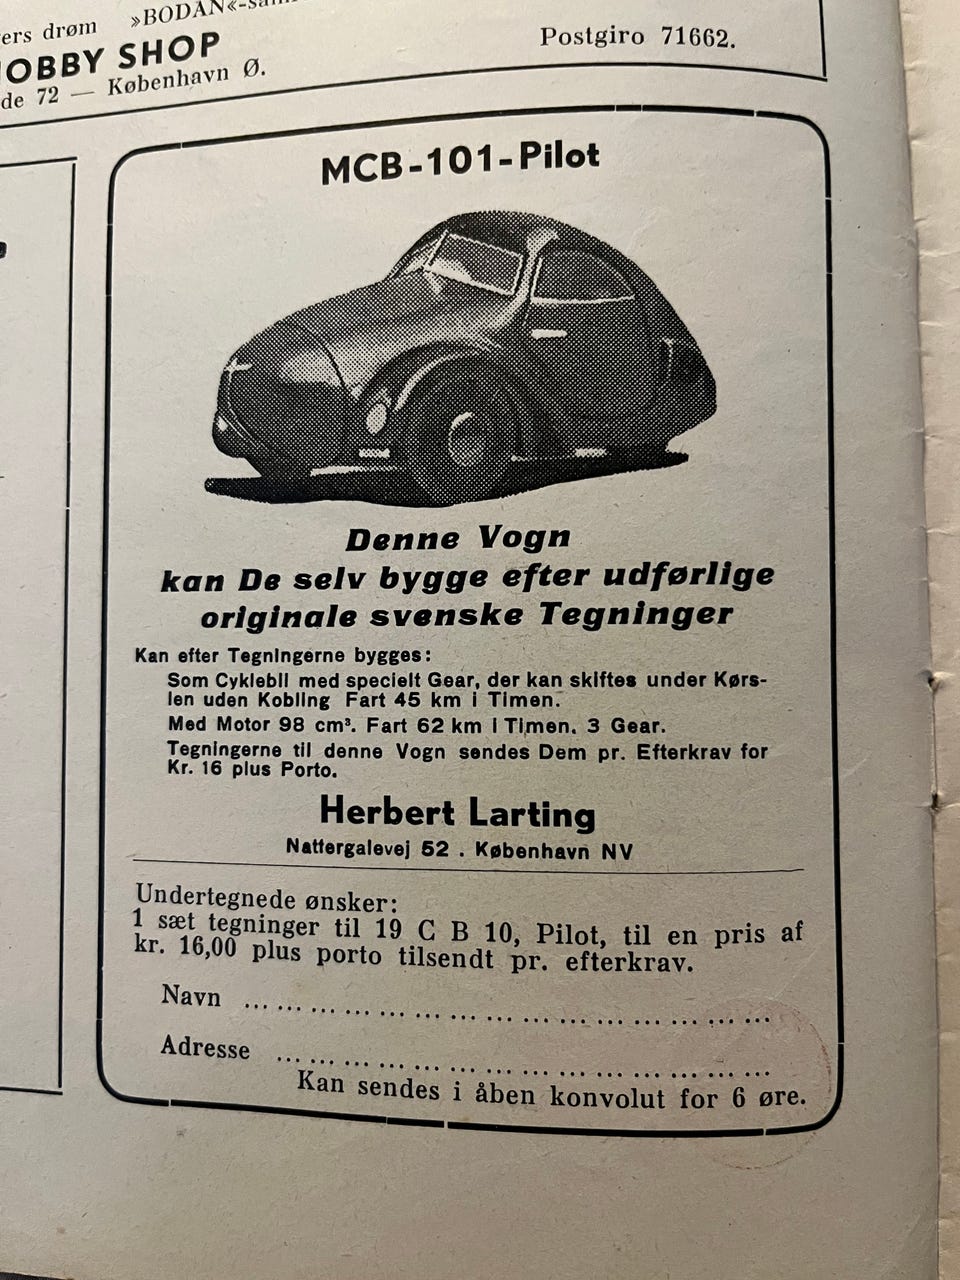 ers drøm »BODAN«
HOBBY SHOP
de 72 — København Ø.
Postgiro 71662.
MCB-101-Pilot
Denne Vogn
kan De selv bygge efter udførlige
originale svenske Tegninger
Kan efter Tegningerne bygges:
Som Cyklebil med specielt Gear, der kan skiftes under Kørs-
len uden Kobling Fart 45 km i Timen.
Med Motor 98 cm³. Fart 62 km i Timen. 3 Gear.
Tegningerne til denne Vogn sendes Dem pr. Efterkrav for
Kr. 16 plus Porto.
Herbert Larting
Nattergalevej 52 . København NV
Undertegnede ønsker:
1 sæt tegninger til 19 C B 10, Pilot, til en pris af
kr. 16,00 plus porto tilsendt pr. efterkrav.
Navn ... ... ... ... ... ... ... ... ... ... ... ... ... ... ...
Adresse ... ... ... ... ... ... ... ... ... ... ... ... ... ...
Kan sendes i åben konvolut for 6 øre.